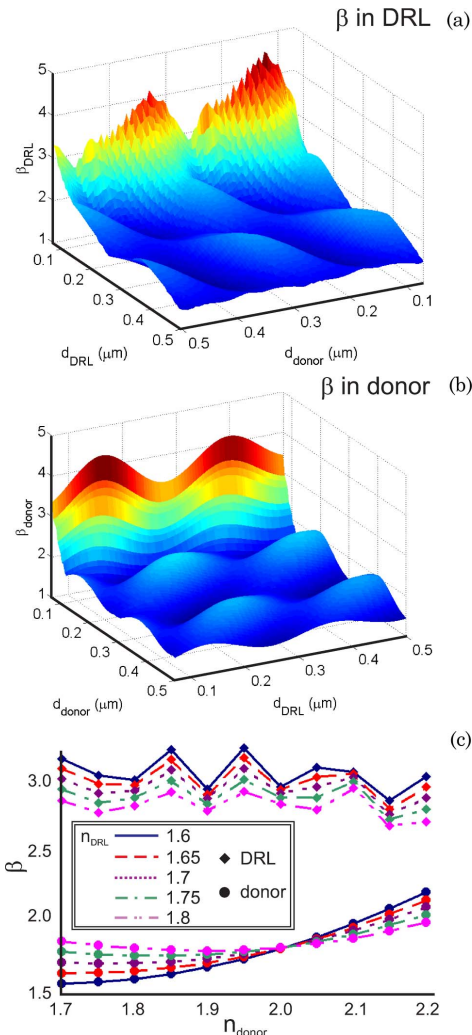 β in DRL
(a)
5
4
3
2
1
β_DRL
0.1
0.2
0.3
0.4
0.5
d_DRL (μm)
0.5
0.4
0.3
0.2
0.1
d_donor (μm)
(b)
β in donor
5
4
3
2
1
β_donor
0.1
0.2
0.3
0.4
0.5
d_donor (μm)
0.1
0.2
0.3
0.4
0.5
d_DRL (μm)
(c)
3.0
2.5
2.0
1.5
β
n_DRL
1.6
1.65
1.7
1.75
1.8
DRL
donor
1.7
1.8
1.9
2.0
2.1
2.2
n_donor